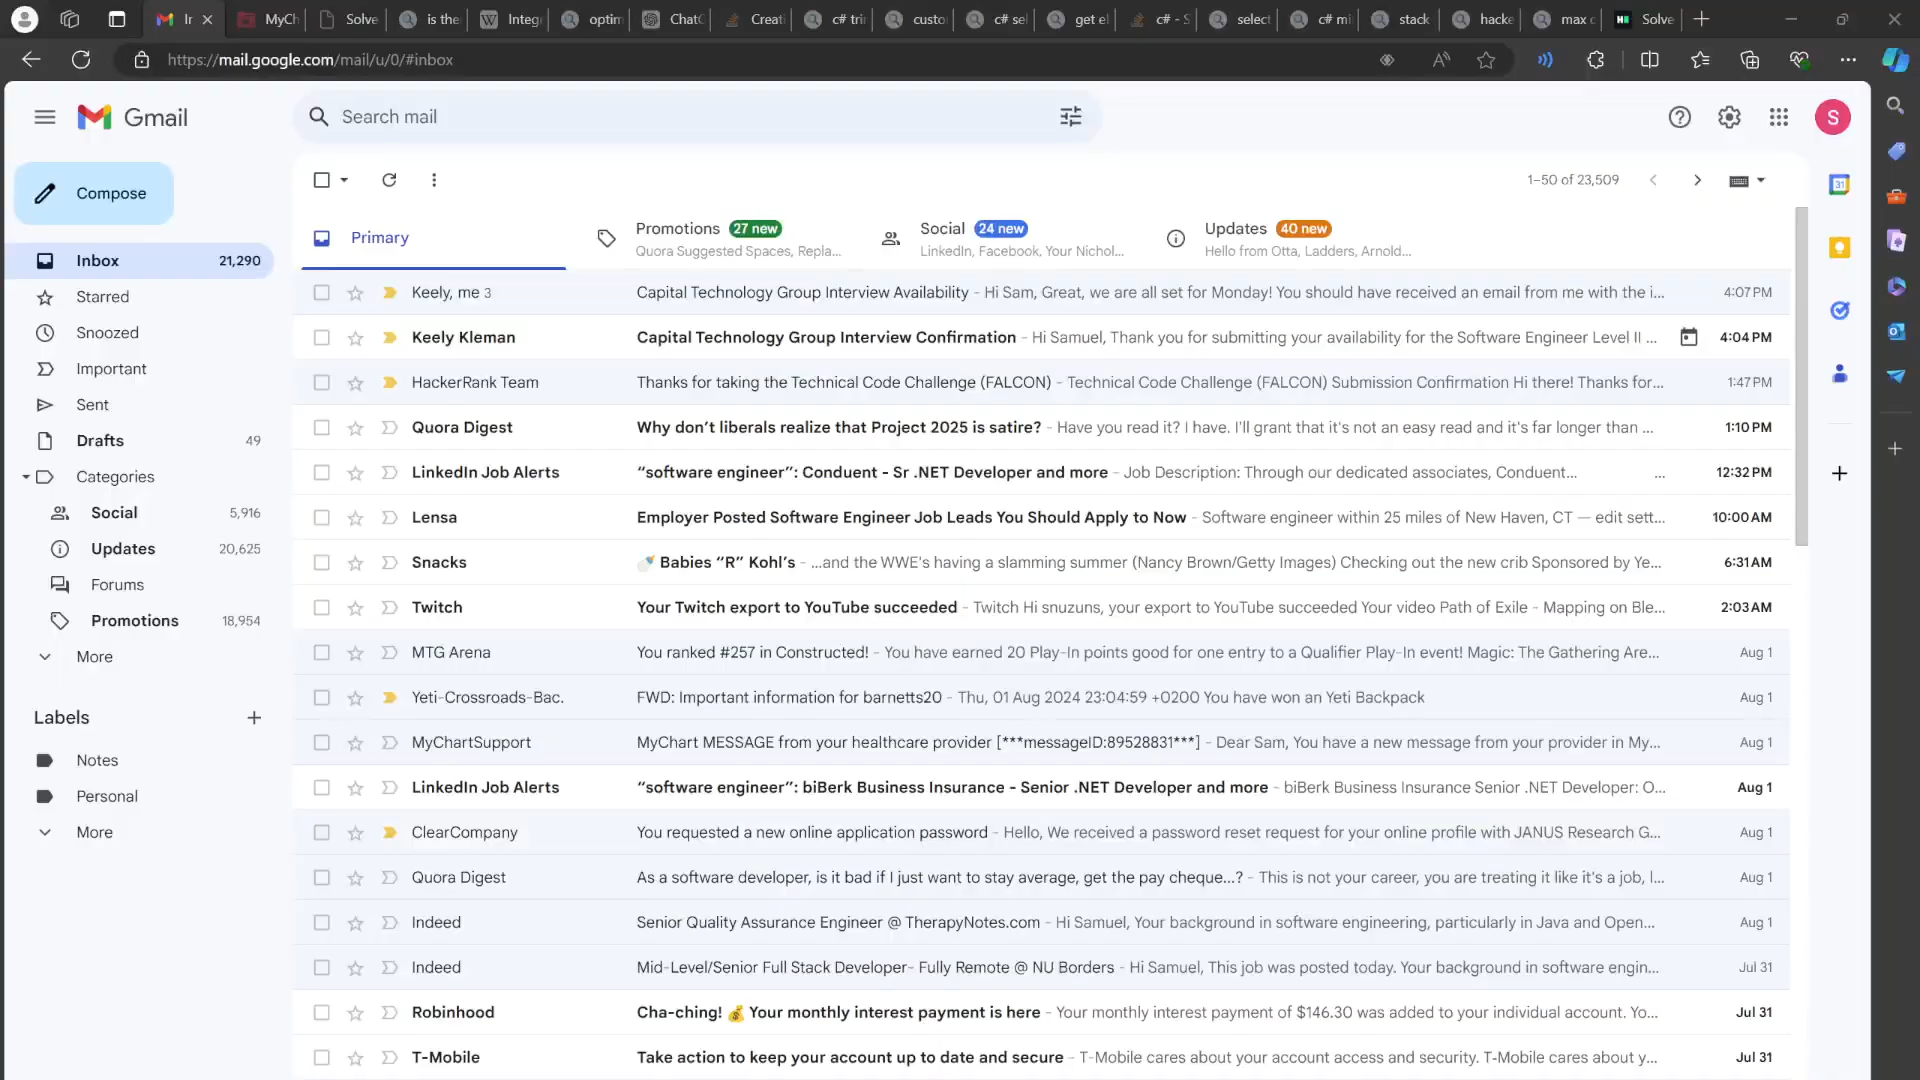 MyCh
Solve
is the
Integ
optim
ChatG
Creati
c# trir
custo
c# sel
get el
c# - S
select
c# mi
stack
hacke
max c
Solve
https://mail.google.com/mail/u/0/#inbox
Gmail
Search mail
S
Compose
1–50 of 23,509
Primary
Promotions 27 new
Quora Suggested Spaces, Repla...
Social 24 new
LinkedIn, Facebook, Your Nichol...
Updates 40 new
Hello from Otta, Ladders, Arnold...
Inbox 21,290
Starred
Snoozed
Important
Sent
Drafts 49
Categories
Social 5,916
Updates 20,625
Forums
Promotions 18,954
More
Labels
Notes
Personal
More
Keely, me 3 Capital Technology Group Interview Availability - Hi Sam, Great, we are all set for Monday! You should have received an email from me with the i... 4:07 PM
Keely Kleman Capital Technology Group Interview Confirmation - Hi Samuel, Thank you for submitting your availability for the Software Engineer Level II ... 4:04 PM
HackerRank Team Thanks for taking the Technical Code Challenge (FALCON) - Technical Code Challenge (FALCON) Submission Confirmation Hi there! Thanks for... 1:47 PM
Quora Digest Why don’t liberals realize that Project 2025 is satire? - Have you read it? I have. I'll grant that it's not an easy read and it's far longer than ... 1:10 PM
LinkedIn Job Alerts “software engineer”: Conduent - Sr .NET Developer and more - Job Description: Through our dedicated associates, Conduent... ... 12:32 PM
Lensa Employer Posted Software Engineer Job Leads You Should Apply to Now - Software engineer within 25 miles of New Haven, CT — edit sett... 10:00 AM
Snacks 🍼 Babies “R” Kohl’s - ...and the WWE's having a slamming summer (Nancy Brown/Getty Images) Checking out the new crib Sponsored by Ye... 6:31 AM
Twitch Your Twitch export to YouTube succeeded - Twitch Hi snuzuns, your export to YouTube succeeded Your video Path of Exile - Mapping on Ble... 2:03 AM
MTG Arena You ranked #257 in Constructed! - You have earned 20 Play-In points good for one entry to a Qualifier Play-In event! Magic: The Gathering Are... Aug 1
Yeti-Crossroads-Bac. FWD: Important information for barnetts20 - Thu, 01 Aug 2024 23:04:59 +0200 You have won an Yeti Backpack Aug 1
MyChartSupport MyChart MESSAGE from your healthcare provider [***messageID:89528831***] - Dear Sam, You have a new message from your provider in My... Aug 1
LinkedIn Job Alerts “software engineer”: biBerk Business Insurance - Senior .NET Developer and more - biBerk Business Insurance Senior .NET Developer: O... Aug 1
ClearCompany You requested a new online application password - Hello, We received a password reset request for your online profile with JANUS Research G... Aug 1
Quora Digest As a software developer, is it bad if I just want to stay average, get the pay cheque...? - This is not your career, you are treating it like it's a job, I... Aug 1
Indeed Senior Quality Assurance Engineer @ TherapyNotes.com - Hi Samuel, Your background in software engineering, particularly in Java and Open... Aug 1
Indeed Mid-Level/Senior Full Stack Developer- Fully Remote @ NU Borders - Hi Samuel, This job was posted today. Your background in software engin... Jul 31
Robinhood Cha-ching! 💰 Your monthly interest payment is here - Your monthly interest payment of $146.30 was added to your individual account. Yo... Jul 31
T-Mobile Take action to keep your account up to date and secure - T-Mobile cares about your account access and security. T-Mobile cares about y... Jul 31